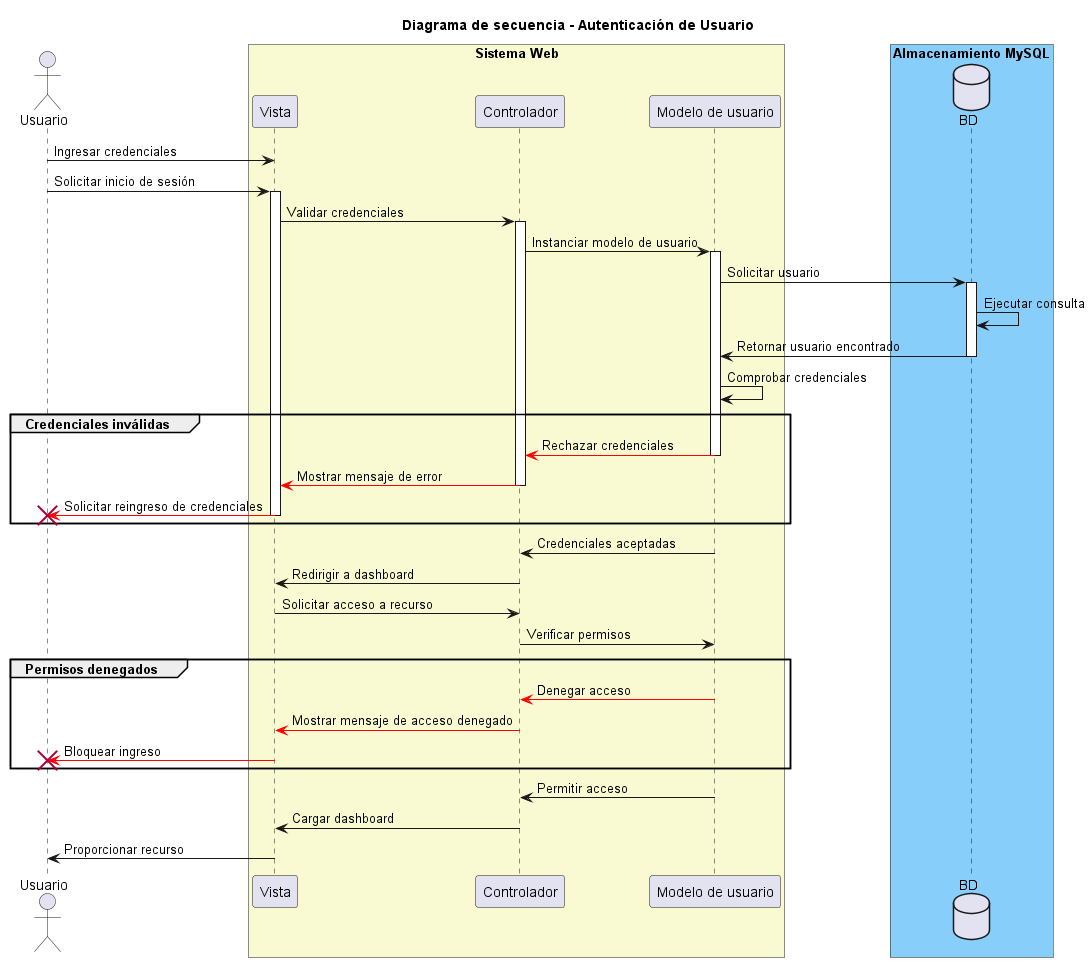 Diagrama de secuencia - Autenticación de Usuario
Sistema Web
Almacenamiento MySQL
Usuario
Vista
Controlador
Modelo de usuario
BD
Ingresar credenciales
Solicitar inicio de sesión
Validar credenciales
Instanciar modelo de usuario
Solicitar usuario
Ejecutar consulta
Retornar usuario encontrado
Comprobar credenciales
Credenciales inválidas
Rechazar credenciales
Mostrar mensaje de error
Solicitar reingreso de credenciales
Credenciales aceptadas
Redirigir a dashboard
Solicitar acceso a recurso
Verificar permisos
Permisos denegados
Denegar acceso
Mostrar mensaje de acceso denegado
Bloquear ingreso
Permitir acceso
Cargar dashboard
Proporcionar recurso
Usuario
Vista
Controlador
Modelo de usuario
BD